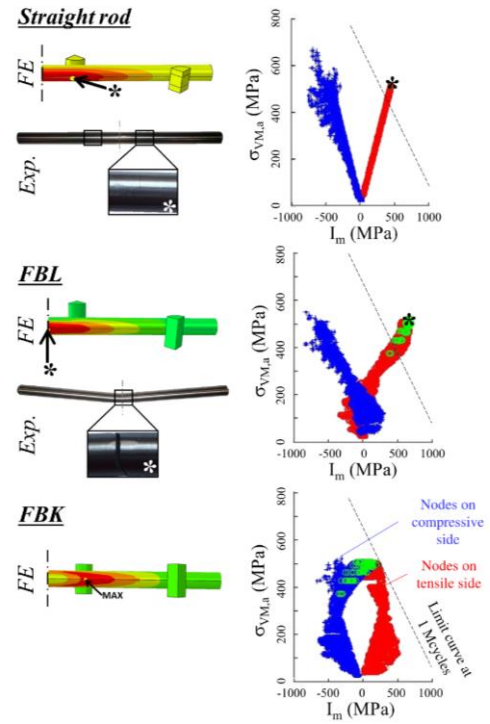 Straight rod
FE
*
Exp.
*
σVM,a (MPa)
800
600
400
200
0
*
-1000 -500 0 500 1000
Im (MPa)
FBL
FE
*
Exp.
*
σVM,a (MPa)
800
600
400
200
0
*
-1000 -500 0 500 1000
Im (MPa)
FBK
FE
MAX
σVM,a (MPa)
800
600
400
200
0
Nodes on
compressive
side
Nodes on
tensile side
Limit curve at
1 Mcycles
-1000 -500 0 500 1000
Im (MPa)